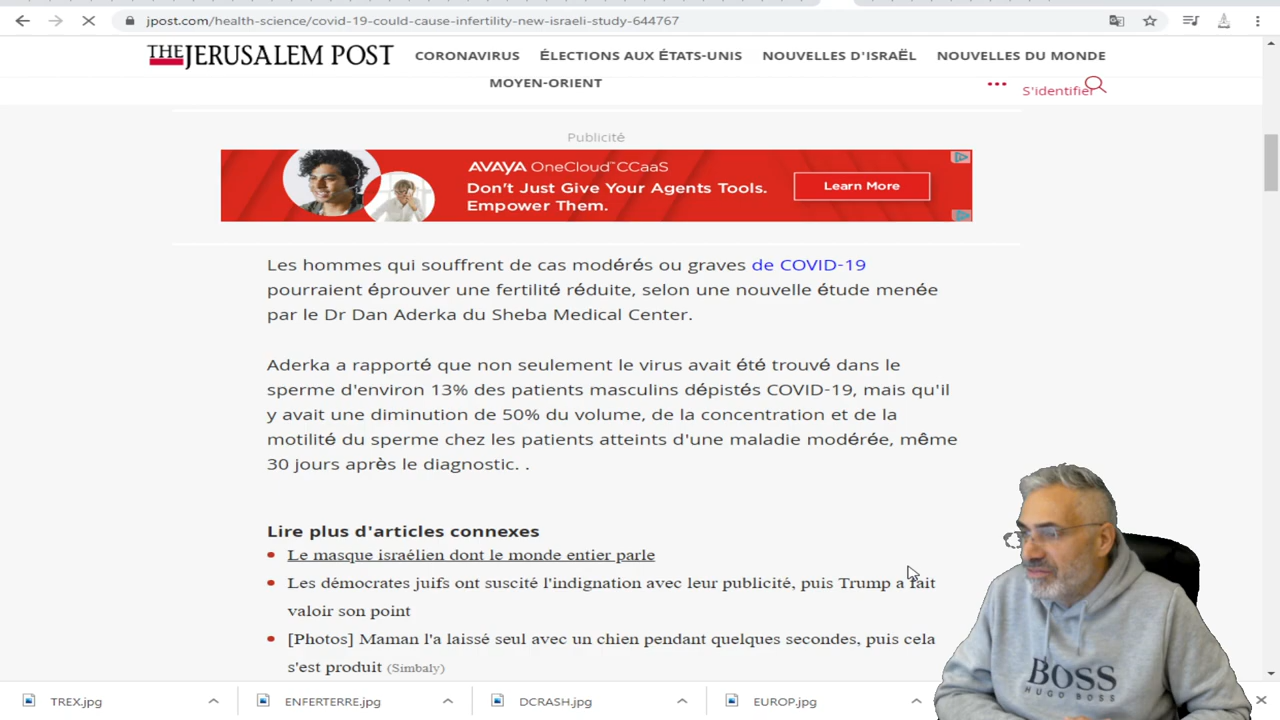 jpost.com/health-science/covid-19-could-cause-infertility-new-israeli-study-644767
THE JERUSALEM POST
CORONAVIRUS ÉLECTIONS AUX ÉTATS-UNIS NOUVELLES D'ISRAËL NOUVELLES DU MONDE
MOYEN-ORIENT
S'identifier
Publicité
AVAYA OneCloud™CCaaS
Don't Just Give Your Agents Tools.
Empower Them.
Learn More
Les hommes qui souffrent de cas modérés ou graves de COVID-19
pourraient éprouver une fertilité réduite, selon une nouvelle étude menée
par le Dr Dan Aderka du Sheba Medical Center.
Aderka a rapporté que non seulement le virus avait été trouvé dans le
sperme d'environ 13% des patients masculins dépistés COVID-19, mais qu'il
y avait une diminution de 50% du volume, de la concentration et de la
motilité du sperme chez les patients atteints d'une maladie modérée, même
30 jours après le diagnostic. .
Lire plus d'articles connexes
Le masque israélien dont le monde entier parle
Les démocrates juifs ont suscité l'indignation avec leur publicité, puis Trump a fait
valoir son point
[Photos] Maman l'a laissé seul avec un chien pendant quelques secondes, puis cela
s'est produit (Simbaly)
BOSS
HUGO BOSS
TREX.jpg ENFERTERRE.jpg DCRASH.jpg EUROP.jpg